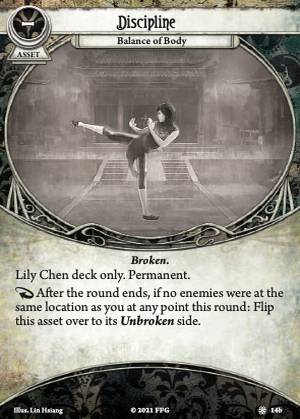 Discipline
ASSET
Balance of Body
Broken.
Lily Chen deck only. Permanent.
After the round ends, if no enemies were at the
same location as you at any point this round: Flip
this asset over to its Unbroken side.
Illus. Lin Hsiang
© 2021 FFG
14b